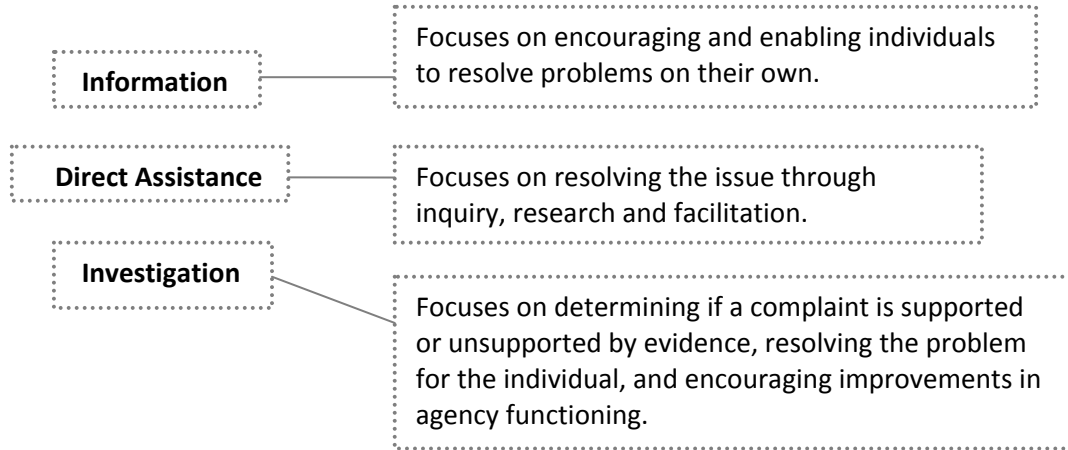 Information
Focuses on encouraging and enabling individuals
to resolve problems on their own.
Direct Assistance
Focuses on resolving the issue through
inquiry, research and facilitation.
Investigation
Focuses on determining if a complaint is supported
or unsupported by evidence, resolving the problem
for the individual, and encouraging improvements in
agency functioning.